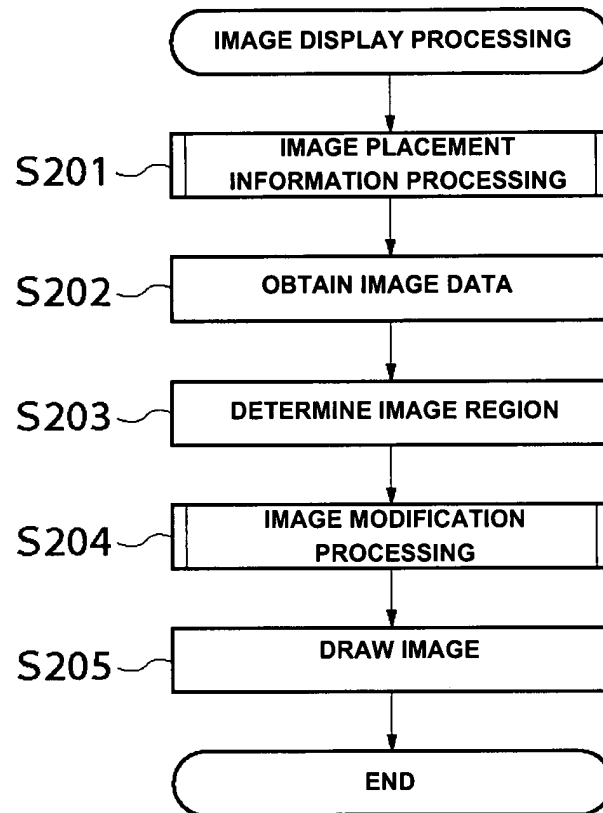 IMAGE DISPLAY PROCESSING
S201
IMAGE PLACEMENT
INFORMATION PROCESSING
S202
OBTAIN IMAGE DATA
S203
DETERMINE IMAGE REGION
S204
IMAGE MODIFICATION
PROCESSING
S205
DRAW IMAGE
END